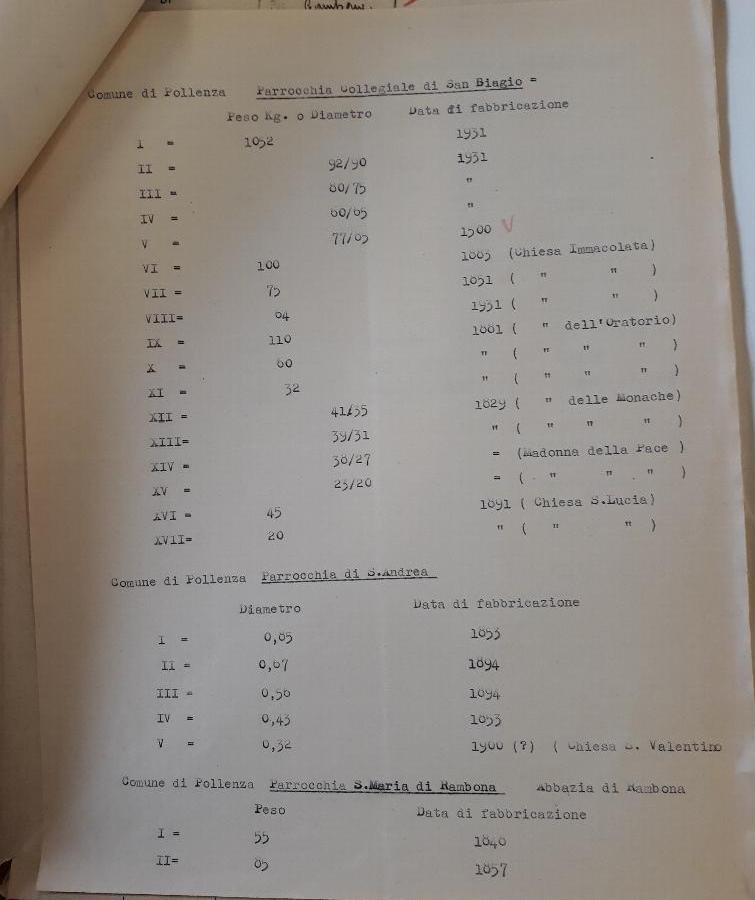 Comune di Pollenza Parrocchia Collegiale di San Biagio =
Peso Kg. o Diametro Data di fabbricazione
I = 1052 1931
II = 92/90 1931
III = 80/75 "
IV = 60/65 "
V = 77/65 1500 V
VI = 100 1885 (Chiesa Immacolata)
VII = 75 1851 ( " " )
VIII= 64 1931 ( " " )
IX = 110 1881 ( " dell'Oratorio)
X = 60 " ( " " " )
XI = 32 " ( " " " )
XII = 41/35 1829 ( " delle Monache)
XIII= 39/31 " ( " " " )
XIV = 38/27 = (Madonna della Pace )
XV = 23/20 = ( " " " )
XVI = 45 1891 ( Chiesa S.Lucia)
XVII= 20 " ( " " )
Comune di Pollenza Parrocchia di S.Andrea
Diametro Data di fabbricazione
I = 0,85 1853
II = 0,67 1894
III = 0,56 1894
IV = 0,43 1853
V = 0,32 1900 (?) ( Chiesa S. Valentino
Comune di Pollenza Parrocchia S.Maria di Rambona Abbazia di Rambona
Peso Data di fabbricazione
I = 55 1840
II= 85 1857